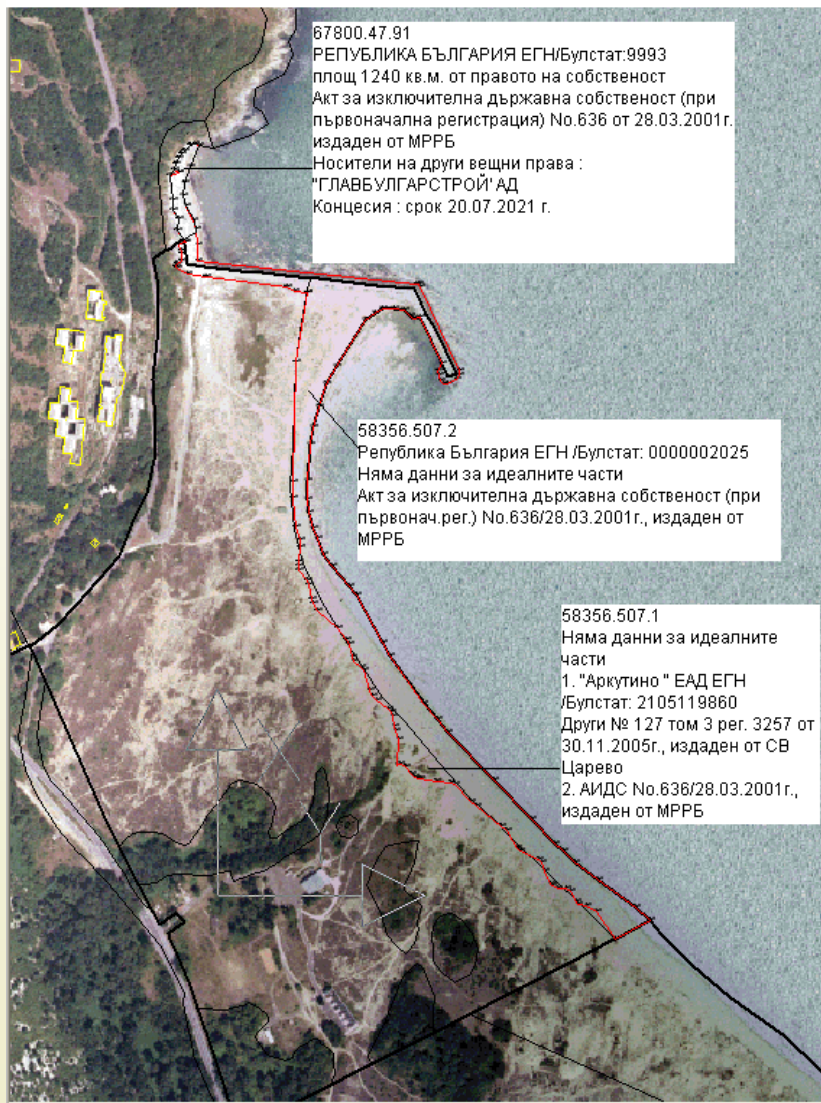 67800.47.91
РЕПУБЛИКА БЪЛГАРИЯ ЕГН/Булстат:9993
площ 1240 кв.м. от правото на собственост
Акт за изключителна държавна собственост (при
първоначална регистрация) No.636 от 28.03.2001г.
издаден от МРРБ
Носители на други вещни права :
"ГЛАВБУЛГАРСТРОЙ" АД
Концесия : срок 20.07.2021 г.
58356.507.2
Република България ЕГН /Булстат: 0000002025
Няма данни за идеалните части
Акт за изключителна държавна собственост (при
първонач.рег.) No.636/28.03.2001г., издаден от
МРРБ
58356.507.1
Няма данни за идеалните
части
1. "Аркутино " ЕАД ЕГН
/Булстат: 2105119860
Други № 127 том 3 рег. 3257 от
30.11.2005г., издаден от СВ
Царево
2. АИДС No.636/28.03.2001г.,
издаден от МРРБ